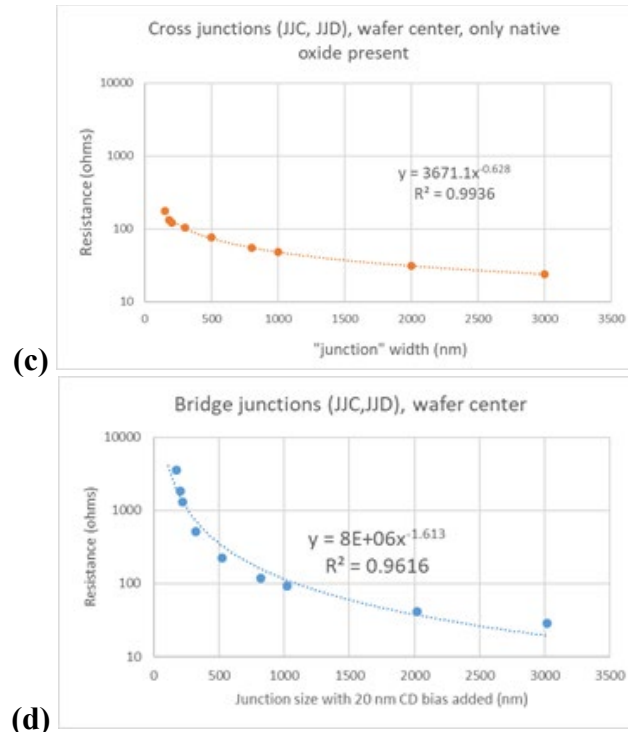 Cross junctions (JJC, JJD), wafer center, only native
oxide present
Resistance (ohms)
10000
1000
100
10
y = 3671.1x^-0.628
R² = 0.9936
0 500 1000 1500 2000 2500 3000 3500
"junction" width (nm)
(c)
Bridge junctions (JJC,JJD), wafer center
Resistance (ohms)
10000
1000
100
10
y = 8E+06x^-1.613
R² = 0.9616
0 500 1000 1500 2000 2500 3000 3500
Junction size with 20 nm CD bias added (nm)
(d)